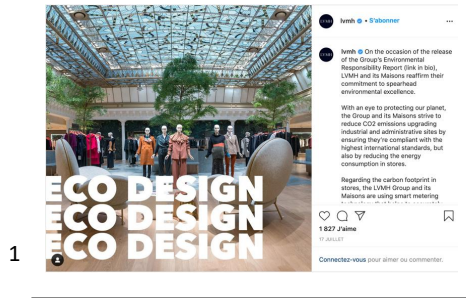 lvmh • S'abonner
lvmh On the occasion of the release
of the Group's Environmental
Responsibility Report (link in bio),
LVMH and its Maisons reaffirm their
commitment to spearhead
environmental excellence.
With an eye to protecting our planet,
the Group and its Maisons strive to
reduce CO2 emissions upgrading
industrial and administrative sites by
ensuring they're compliant with the
highest international standards, but
also by reducing the energy
consumption in stores.
Regarding the carbon footprint in
stores, the LVMH Group and its
Maisons are using smart metering
ECO DESIGN
ECO DESIGN
ECO DESIGN
1 827 J'aime
17 JUILLET
Connectez-vous pour aimer ou commenter.
1